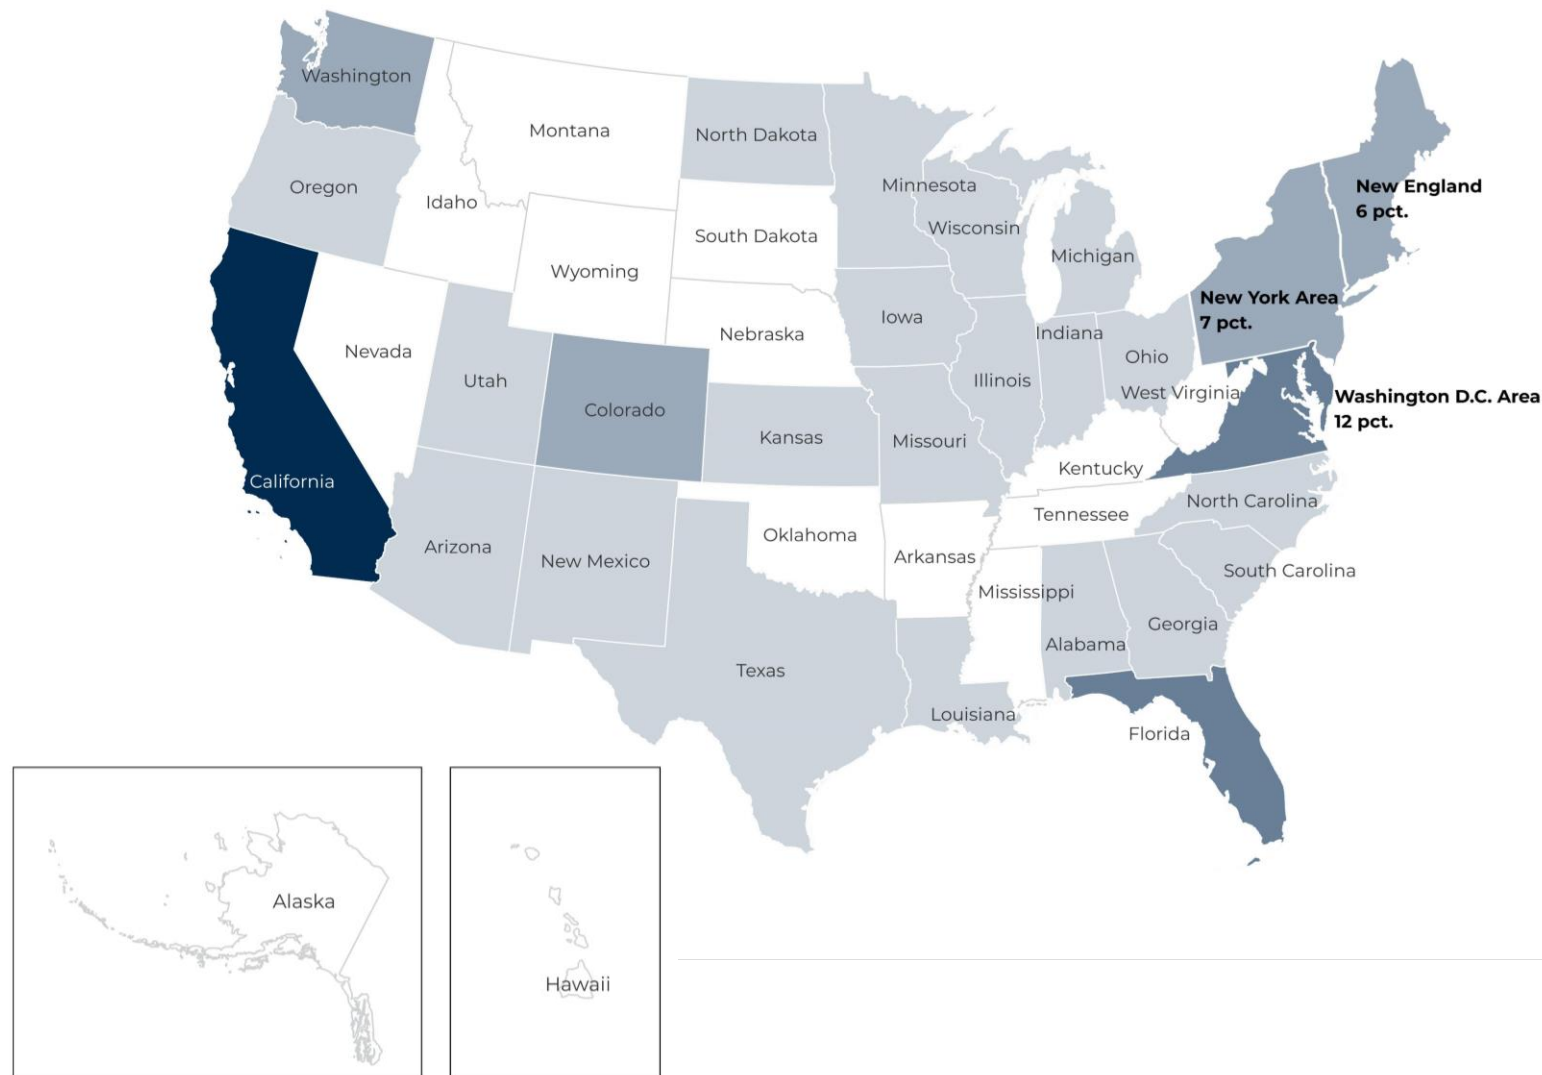 Washington
Montana
North Dakota
Minnesota
Oregon
Idaho
New England
6 pct.
South Dakota
Wisconsin
Michigan
Wyoming
New York Area
7 pct.
Iowa
Indiana
Nebraska
Nevada
Ohio
Utah
Illinois
West Virginia
Washington D.C. Area
12 pct.
Colorado
Kansas
Missouri
Kentucky
California
North Carolina
Tennessee
Oklahoma
Arizona
New Mexico
Arkansas
South Carolina
Mississippi
Georgia
Alabama
Texas
Louisiana
Florida
Alaska
Hawaii